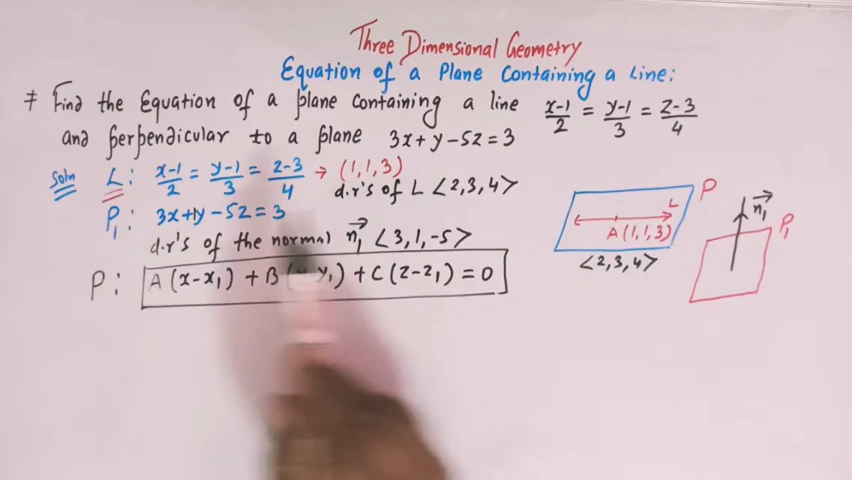 Three Dimensional Geometry
Equation of a Plane Containing a Line:
# Find the Equation of a plane containing a line x-1/2 = y-1/3 = z-3/4
and perpendicular to a plane 3x+y-5z=3
Soln L: x-1/2 = y-1/3 = z-3/4 → (1,1,3)
d.r's of L <2,3,4>
P₁: 3x+y-5z=3
d.r's of the normal n₁→ <3,1,-5>
P: A(x-x₁) + B( y₁) + C(z-z₁) = 0
P
L
A(1,1,3)
<2,3,4>
n₁→
P₁